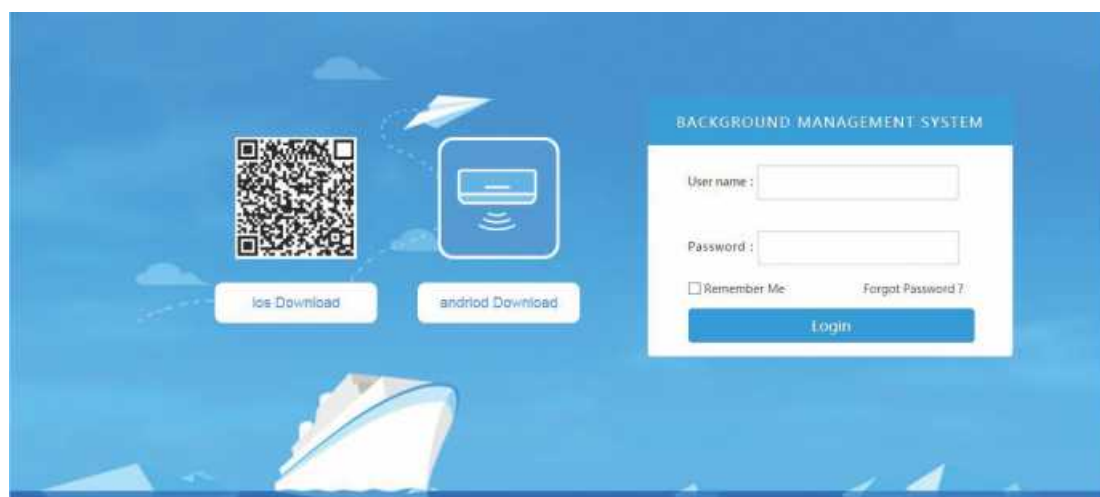 BACKGROUND MANAGEMENT SYSTEM
User name :
Password :
Remember Me
Forgot Password ?
Login
Ios Download
andriod Download